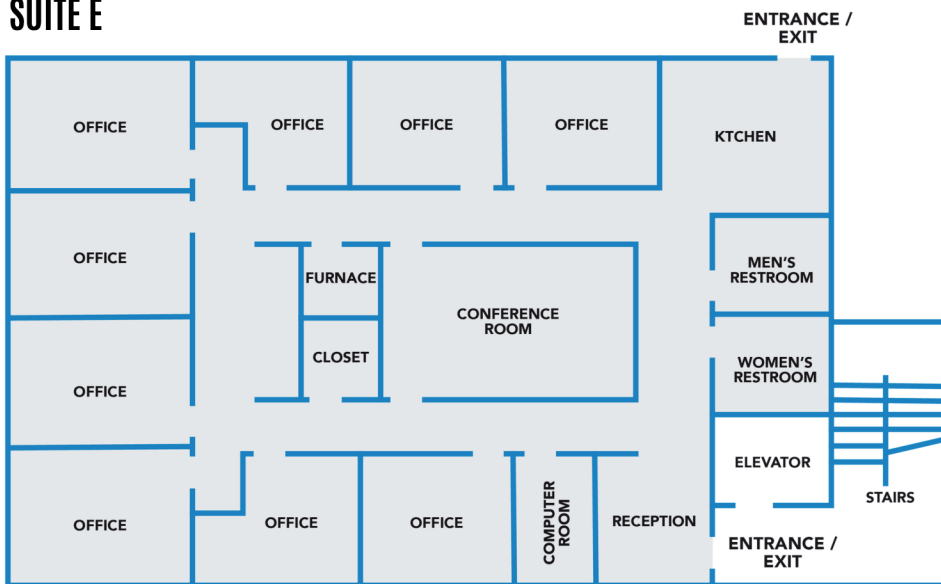 SUITE E
ENTRANCE /
EXIT
OFFICE
OFFICE
OFFICE
OFFICE
KTCHEN
OFFICE
MEN'S
RESTROOM
FURNACE
CONFERENCE
ROOM
CLOSET
WOMEN'S
RESTROOM
OFFICE
ELEVATOR
STAIRS
OFFICE
OFFICE
OFFICE
COMPUTER
ROOM
RECEPTION
ENTRANCE /
EXIT